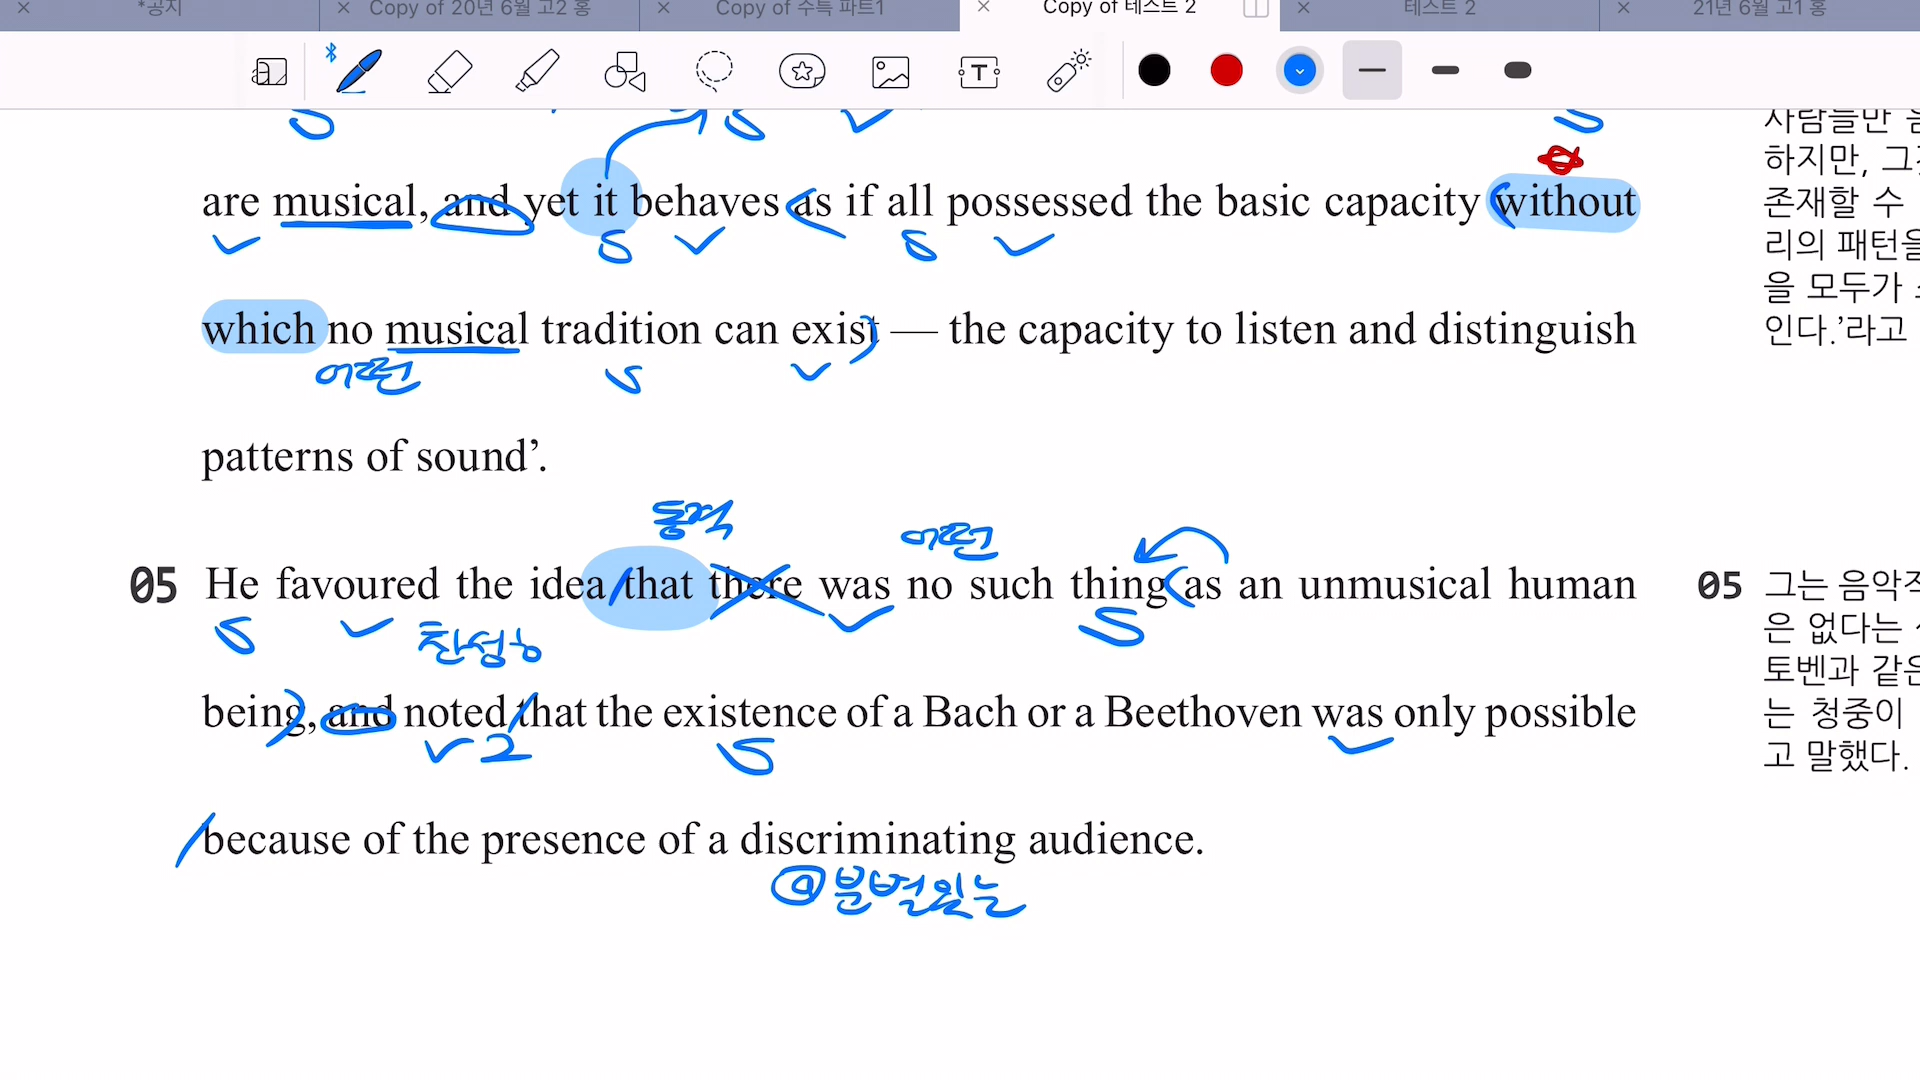 *공지 Copy of 20년 6월 고2 홍 Copy of 수특 파트1 Copy of 테스트 2 테스트 2 21년 6월 고1 홍
are musical, and yet it behaves as if all possessed the basic capacity without
S S S S
which no musical tradition can exist — the capacity to listen and distinguish
어떤 S
patterns of sound’.
동격 어떤
05 He favoured the idea that there was no such thing as an unmusical human
S 찬성 S
being, and noted that the existence of a Bach or a Beethoven was only possible
2 S
because of the presence of a discriminating audience.
ⓐ분별있는
사람들만
하지만,
존재할 수
리의 패턴을
을 모두가
인다.’라고
05 그는
은 없다는
토벤과 같은
는 청중이
고 말했다.